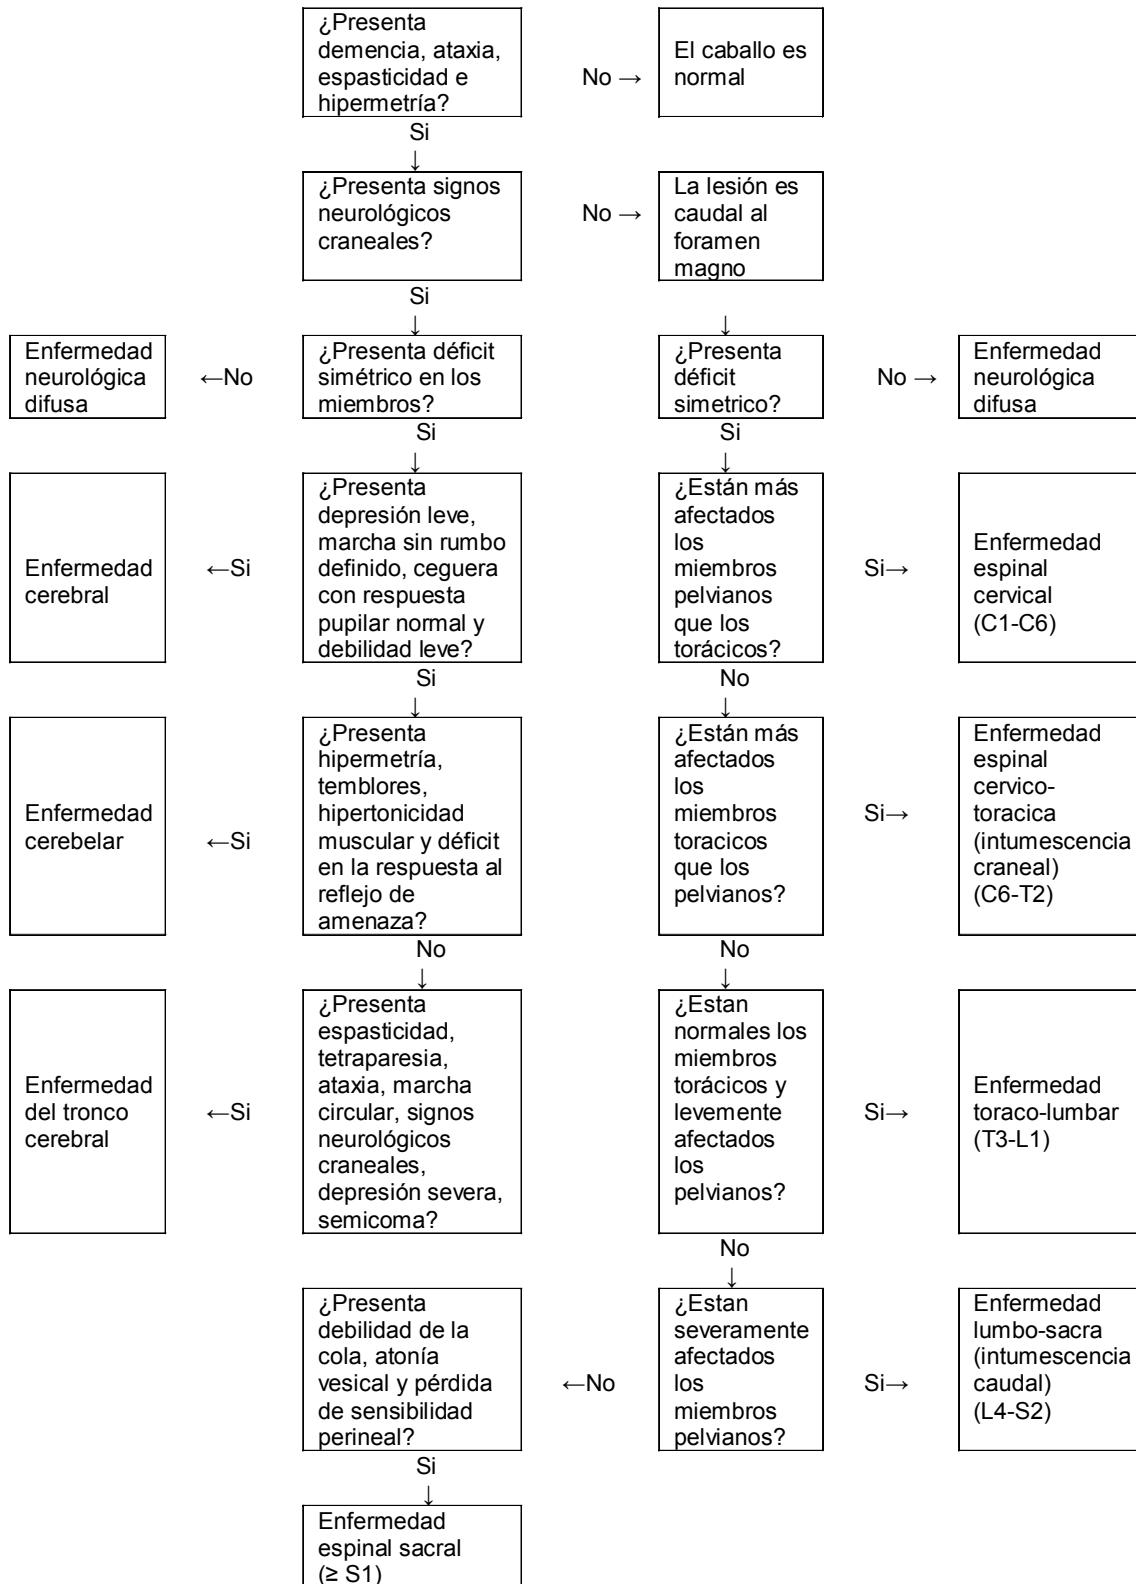 ¿Presenta
demencia, ataxia,
espasticidad e
hipermetría?
No →
El caballo es
normal
Si
↓
¿Presenta signos
neurológicos
craneales?
No →
La lesión es
caudal al
foramen
magno
Si
↓
↓
Enfermedad
neurológica
difusa
←No
¿Presenta déficit
simétrico en los
miembros?
¿Presenta
déficit
simetrico?
No →
Enfermedad
neurológica
difusa
Si
↓
Si
↓
Enfermedad
cerebral
←Si
¿Presenta
depresión leve,
marcha sin rumbo
definido, ceguera
con respuesta
pupilar normal y
debilidad leve?
¿Están más
afectados
los
miembros
pelvianos
que los
torácicos?
Si→
Enfermedad
espinal
cervical
(C1-C6)
Si
↓
No
↓
Enfermedad
cerebelar
←Si
¿Presenta
hipermetría,
temblores,
hipertonicidad
muscular y déficit
en la respuesta al
reflejo de
amenaza?
¿Están más
afectados
los
miembros
toracicos
que los
pelvianos?
Si→
Enfermedad
espinal
cervico-
toracica
(intumescencia
craneal)
(C6-T2)
No
↓
No
↓
Enfermedad
del tronco
cerebral
←Si
¿Presenta
espasticidad,
tetraparesia,
ataxia, marcha
circular, signos
neurológicos
craneales,
depresión severa,
semicoma?
¿Estan
normales los
miembros
torácicos y
levemente
afectados
los
pelvianos?
Si→
Enfermedad
toraco-lumbar
(T3-L1)
No
↓
¿Presenta
debilidad de la
cola, atonía
vesical y pérdida
de sensibilidad
perineal?
←No
¿Estan
severamente
afectados
los
miembros
pelvianos?
Si→
Enfermedad
lumbo-sacra
(intumescencia
caudal)
(L4-S2)
Si
↓
Enfermedad
espinal sacral
(≥ S1)